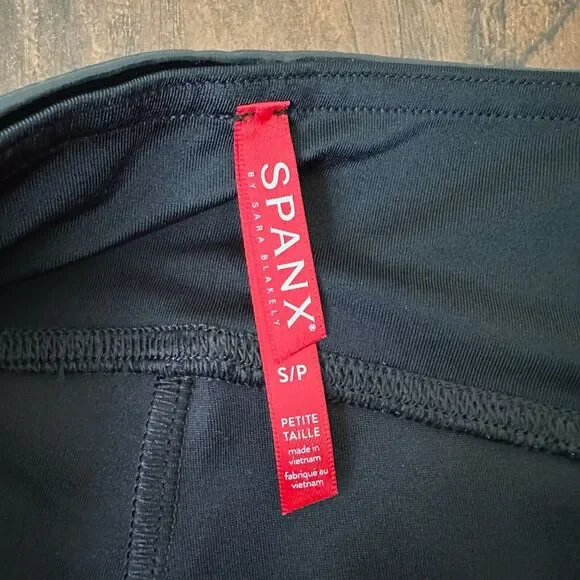 SPANX®
BY SARA BLAKELY
S/P
PETITE
TAILLE
made in
vietnam
fabriqué au
vietnam